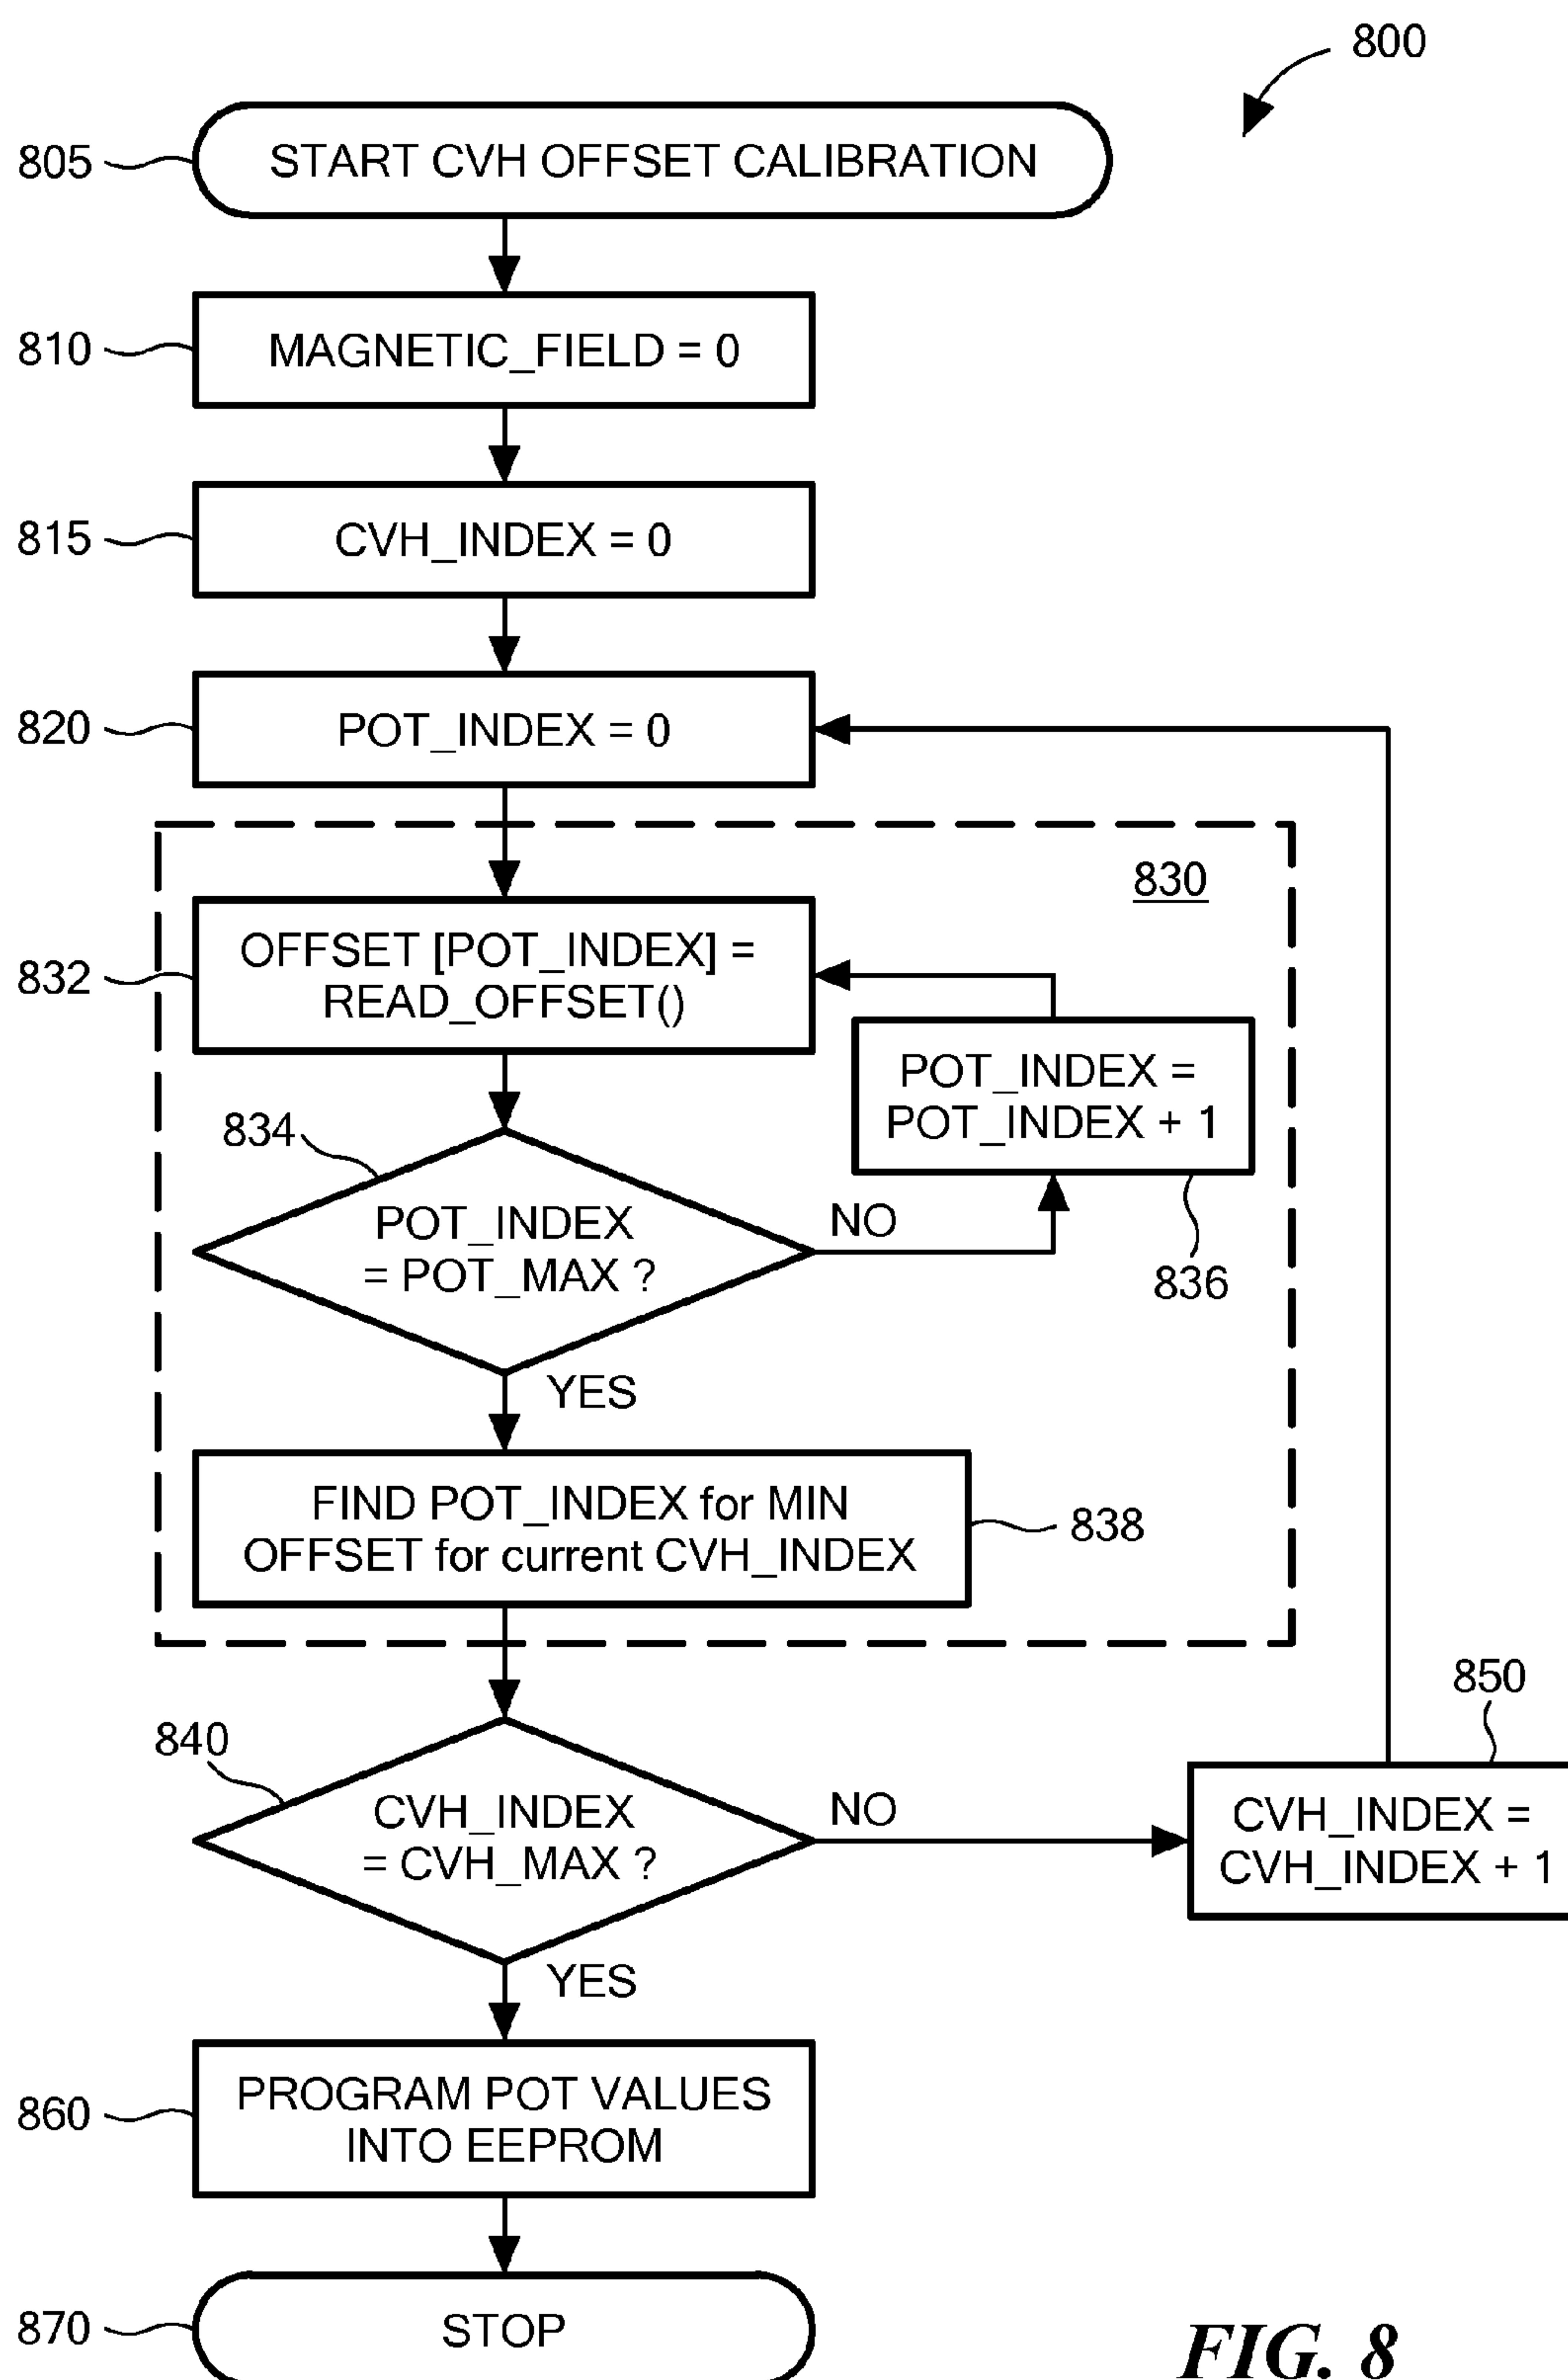 800
805
START CVH OFFSET CALIBRATION
810
MAGNETIC_FIELD = 0
815
CVH_INDEX = 0
820
POT_INDEX = 0
830
832
OFFSET [POT_INDEX] =
READ_OFFSET()
POT_INDEX =
POT_INDEX + 1
836
834
POT_INDEX
= POT_MAX ?
NO
YES
FIND POT_INDEX for MIN
OFFSET for current CVH_INDEX
838
840
CVH_INDEX
= CVH_MAX ?
NO
850
CVH_INDEX =
CVH_INDEX + 1
YES
860
PROGRAM POT VALUES
INTO EEPROM
870
STOP
FIG. 8